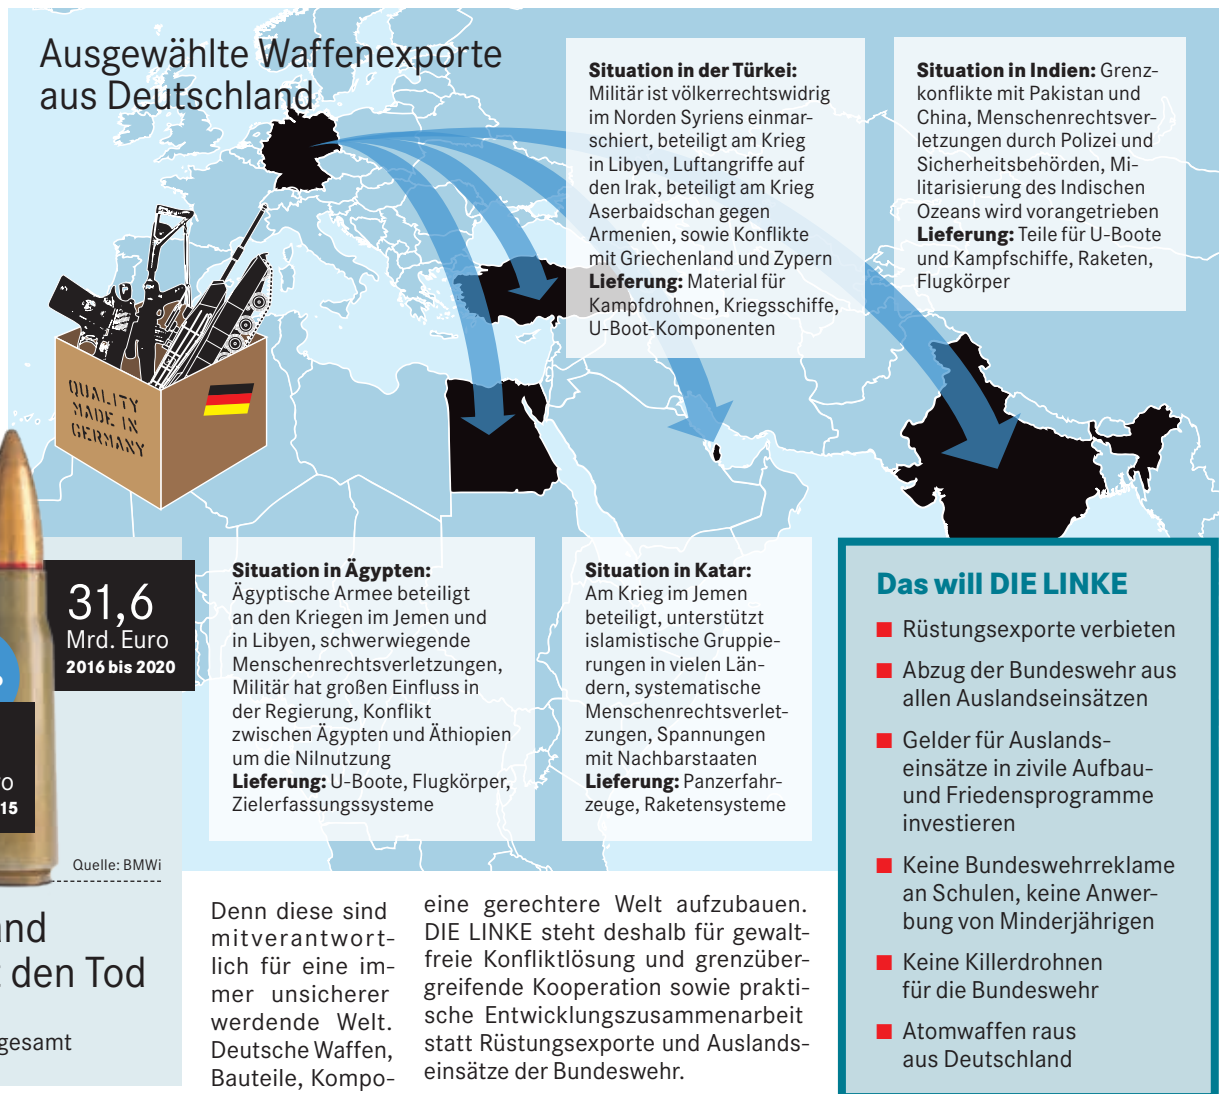 Ausgewählte Waffenexporte
aus Deutschland
Situation in der Türkei:
Militär ist völkerrechtswidrig
im Norden Syriens einmar-
schiert, beteiligt am Krieg
in Libyen, Luftangriffe auf
den Irak, beteiligt am Krieg
Aserbaidschan gegen
Armenien, sowie Konflikte
mit Griechenland und Zypern
Lieferung: Material für
Kampfdrohnen, Kriegsschiffe,
U-Boot-Komponenten
Situation in Indien: Grenz-
konflikte mit Pakistan und
China, Menschenrechtsver-
letzungen durch Polizei und
Sicherheitsbehörden, Mi-
litarisierung des Indischen
Ozeans wird vorangetrieben
Lieferung: Teile für U-Boote
und Kampfschiffe, Raketen,
Flugkörper
QUALITY
MADE IN
GERMANY
31,6
Mrd. Euro
2016 bis 2020
15
Quelle: BMWi
den Tod
gesamt
Situation in Ägypten:
Ägyptische Armee beteiligt
an den Kriegen im Jemen und
in Libyen, schwerwiegende
Menschenrechtsverletzungen,
Militär hat großen Einfluss in
der Regierung, Konflikt
zwischen Ägypten und Äthiopien
um die Nilnutzung
Lieferung: U-Boote, Flugkörper,
Zielerfassungssysteme
Situation in Katar:
Am Krieg im Jemen
beteiligt, unterstützt
islamistische Gruppie-
rungen in vielen Län-
dern, systematische
Menschenrechtsverlet-
zungen, Spannungen
mit Nachbarstaaten
Lieferung: Panzerfahr-
zeuge, Raketensysteme
Denn diese sind
mitverantwort-
lich für eine im-
mer unsicherer
werdende Welt.
Deutsche Waffen,
Bauteile, Kompo-
eine gerechtere Welt aufzubauen.
DIE LINKE steht deshalb für gewalt-
freie Konfliktlösung und grenzüber-
greifende Kooperation sowie prakti-
sche Entwicklungszusammenarbeit
statt Rüstungsexporte und Auslands-
einsätze der Bundeswehr.
Das will DIE LINKE
Rüstungsexporte verbieten
Abzug der Bundeswehr aus
allen Auslandseinsätzen
Gelder für Auslands-
einsätze in zivile Aufbau-
und Friedensprogramme
investieren
Keine Bundeswehrreklame
an Schulen, keine Anwer-
bung von Minderjährigen
Keine Killerdrohnen
für die Bundeswehr
Atomwaffen raus
aus Deutschland